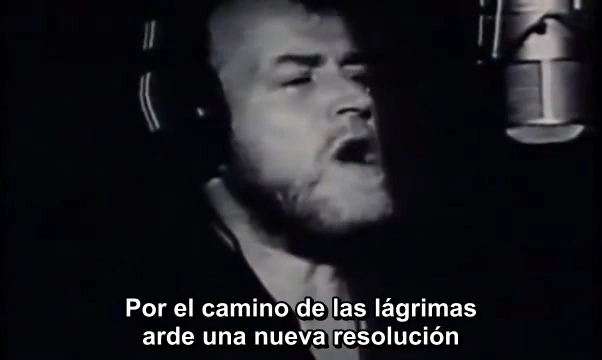 Por el camino de las lágrimas
arde una nueva resolución